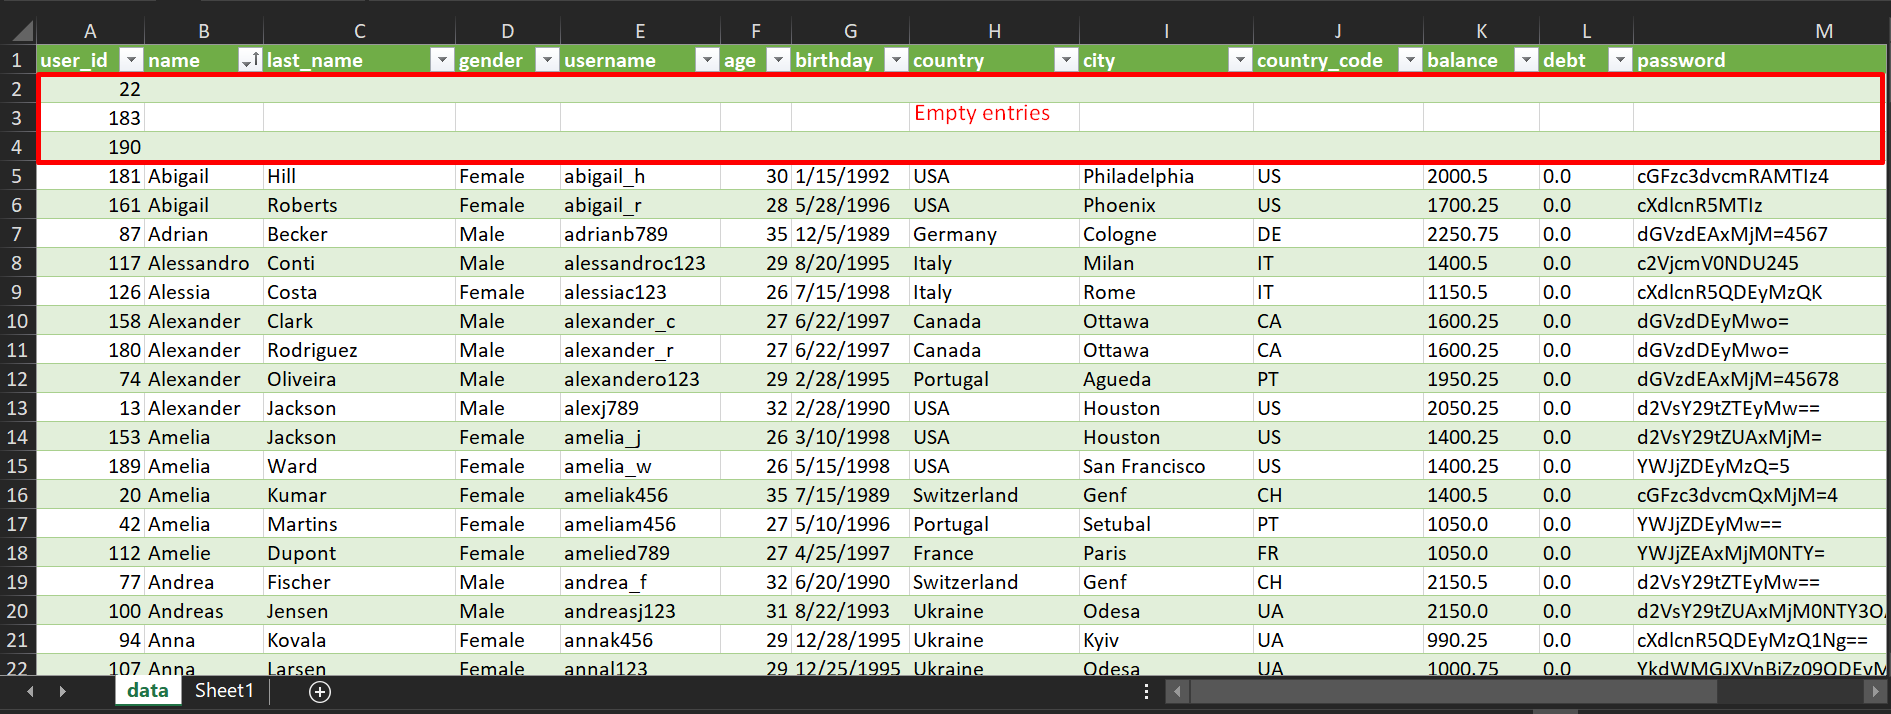 A B C D E F G H I J K L M
1 user_id name last_name gender username age birthday country city country_code balance debt password
2 22
3 183 Empty entries
4 190
5 181 Abigail Hill Female abigail_h 30 1/15/1992 USA Philadelphia US 2000.5 0.0 cGFzc3dvcmRAMTIz4
6 161 Abigail Roberts Female abigail_r 28 5/28/1996 USA Phoenix US 1700.25 0.0 cXdlcnR5MTIz
7 87 Adrian Becker Male adrianb789 35 12/5/1989 Germany Cologne DE 2250.75 0.0 dGVzdEAxMjM=4567
8 117 Alessandro Conti Male alessandroc123 29 8/20/1995 Italy Milan IT 1400.5 0.0 c2VjcmV0NDU245
9 126 Alessia Costa Female alessiac123 26 7/15/1998 Italy Rome IT 1150.5 0.0 cXdlcnR5QDEyMzQK
10 158 Alexander Clark Male alexander_c 27 6/22/1997 Canada Ottawa CA 1600.25 0.0 dGVzdDEyMwo=
11 180 Alexander Rodriguez Male alexander_r 27 6/22/1997 Canada Ottawa CA 1600.25 0.0 dGVzdDEyMwo=
12 74 Alexander Oliveira Male alexandero123 29 2/28/1995 Portugal Agueda PT 1950.25 0.0 dGVzdEAxMjM=45678
13 13 Alexander Jackson Male alexj789 32 2/28/1990 USA Houston US 2050.25 0.0 d2VsY29tZTEyMw==
14 153 Amelia Jackson Female amelia_j 26 3/10/1998 USA Houston US 1400.25 0.0 d2VsY29tZUAxMjM=
15 189 Amelia Ward Female amelia_w 26 5/15/1998 USA San Francisco US 1400.25 0.0 YWJjZDEyMzQ=5
16 20 Amelia Kumar Female ameliak456 35 7/15/1989 Switzerland Genf CH 1400.5 0.0 cGFzc3dvcmQxMjM=4
17 42 Amelia Martins Female ameliam456 27 5/10/1996 Portugal Setubal PT 1050.0 0.0 YWJjZDEyMw==
18 112 Amelie Dupont Female amelied789 27 4/25/1997 France Paris FR 1050.0 0.0 YWJjZEAxMjM0NTY=
19 77 Andrea Fischer Male andrea_f 32 6/20/1990 Switzerland Genf CH 2150.5 0.0 d2VsY29tZTEyMw==
20 100 Andreas Jensen Male andreasj123 31 8/22/1993 Ukraine Odesa UA 2150.0 0.0 d2VsY29tZUAxMjM0NTY3O
21 94 Anna Kovala Female annak456 29 12/28/1995 Ukraine Kyiv UA 990.25 0.0 cXdlcnR5QDEyMzQ1Ng==
22 107 Anna Larsen Female annal123 29 12/25/1995 Ukraine Odesa UA 1000.75 0.0
data Sheet1